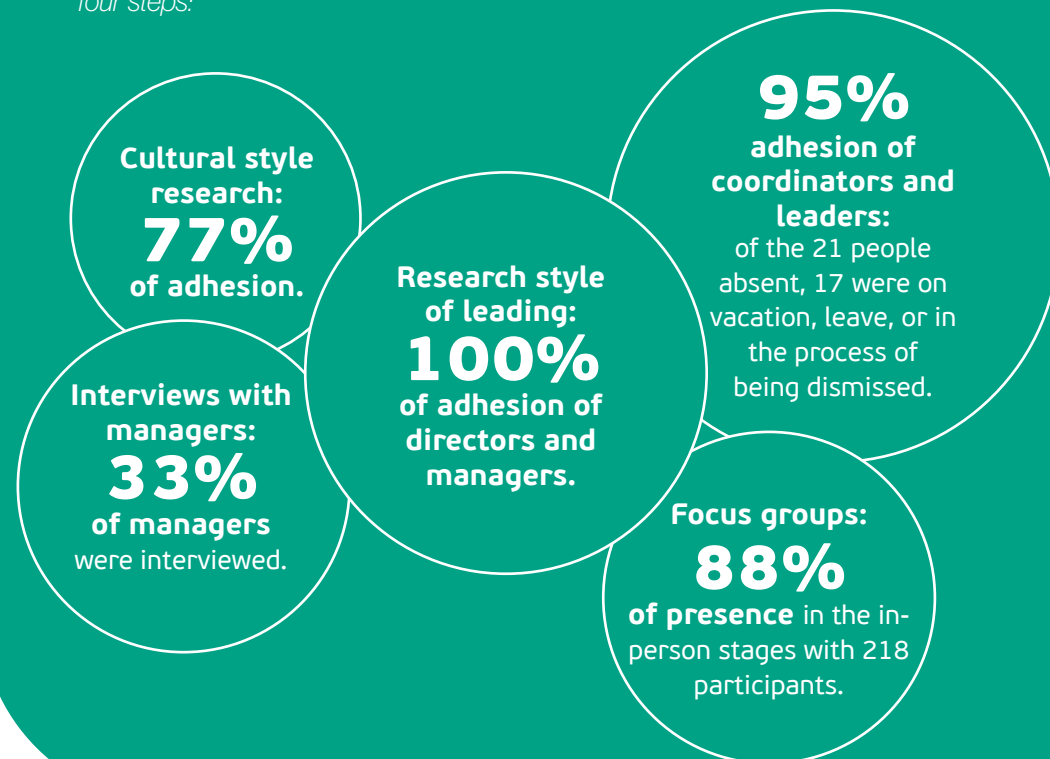 four steps:
Cultural style
research:
77%
of adhesion.
Interviews with
managers:
33%
of managers
were interviewed.
Research style
of leading:
100%
of adhesion of
directors and
managers.
95%
adhesion of
coordinators and
leaders:
of the 21 people
absent, 17 were on
vacation, leave, or in
the process of
being dismissed.
Focus groups:
88%
of presence in the in-
person stages with 218
participants.